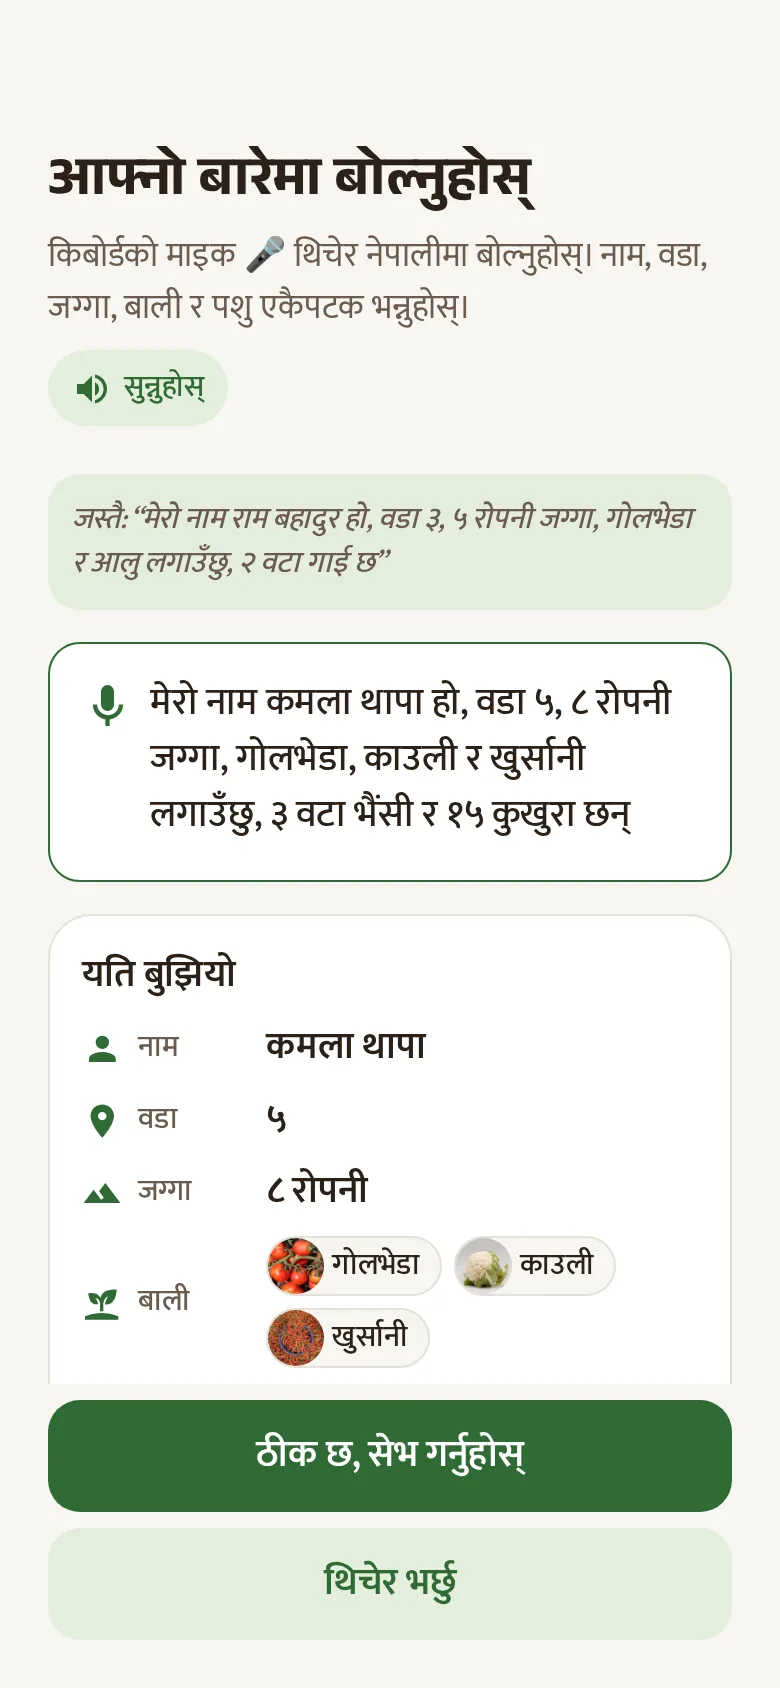 आफ्नो बारेमा बोल्नुहोस्
किबोर्डको माइक 🎤 थिचेर नेपालीमा बोल्नुहोस्। नाम, वडा,
जग्गा, बाली र पशु एकैपटक भन्नुहोस्।
सुन्नुहोस्
जस्तै: “मेरो नाम राम बहादुर हो, वडा ३, ५ रोपनी जग्गा, गोलभेडा
र आलु लगाउँछु, २ वटा गाई छ”
मेरो नाम कमला थापा हो, वडा ५, ८ रोपनी
जग्गा, गोलभेडा, काउली र खुर्सानी
लगाउँछु, ३ वटा भैंसी र १५ कुखुरा छन्
यति बुझियो
नाम कमला थापा
वडा ५
जग्गा ८ रोपनी
बाली गोलभेडा काउली
खुर्सानी
ठीक छ, सेभ गर्नुहोस्
थिचेर भर्छु